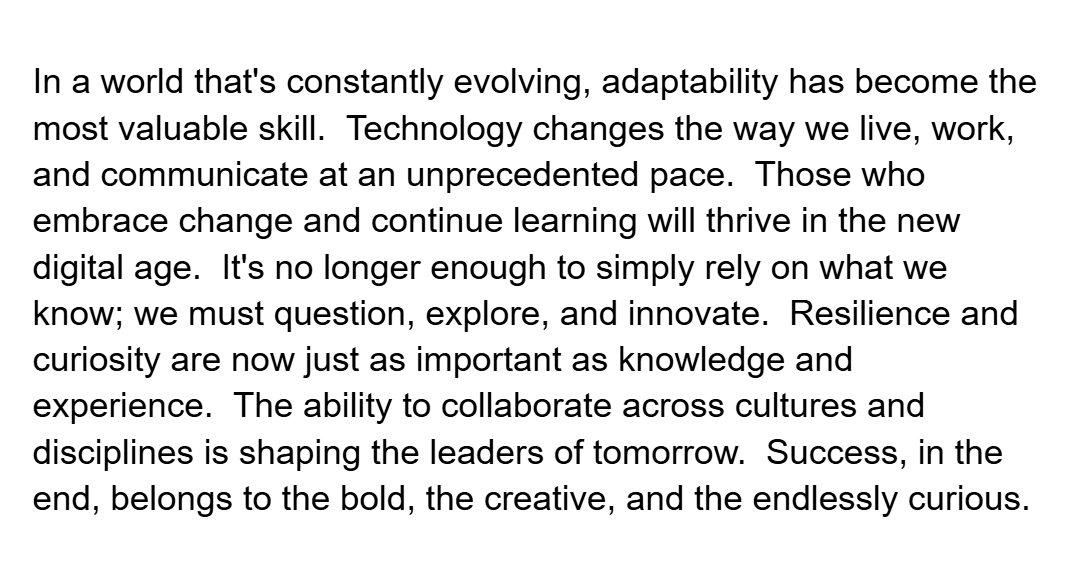 In a world that's constantly evolving, adaptability has become the
most valuable skill.  Technology changes the way we live, work,
and communicate at an unprecedented pace.  Those who
embrace change and continue learning will thrive in the new
digital age.  It's no longer enough to simply rely on what we
know; we must question, explore, and innovate.  Resilience and
curiosity are now just as important as knowledge and
experience.  The ability to collaborate across cultures and
disciplines is shaping the leaders of tomorrow.  Success, in the
end, belongs to the bold, the creative, and the endlessly curious.